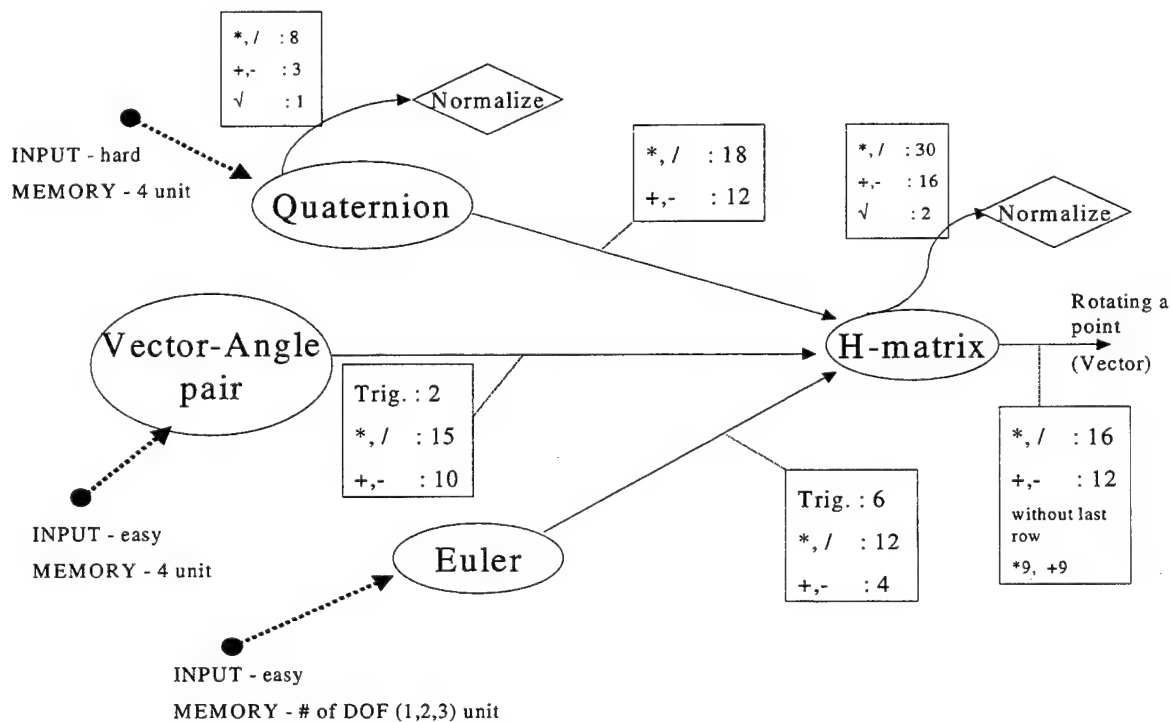 *, /   : 8
+,-   : 3
√   : 1
Normalize
INPUT - hard
MEMORY - 4 unit
Quaternion
*, /   : 18
+,-   : 12
*, /   : 30
+,-   : 16
√   : 2
Normalize
Vector-Angle
pair
H-matrix
Rotating a
point
(Vector)
Trig. : 2
*, /   : 15
+,-   : 10
*, /   : 16
+,-   : 12
without last
row
*9, +9
INPUT - easy
MEMORY - 4 unit
Euler
Trig. : 6
*, /   : 12
+,-   : 4
INPUT - easy
MEMORY - # of DOF (1,2,3) unit